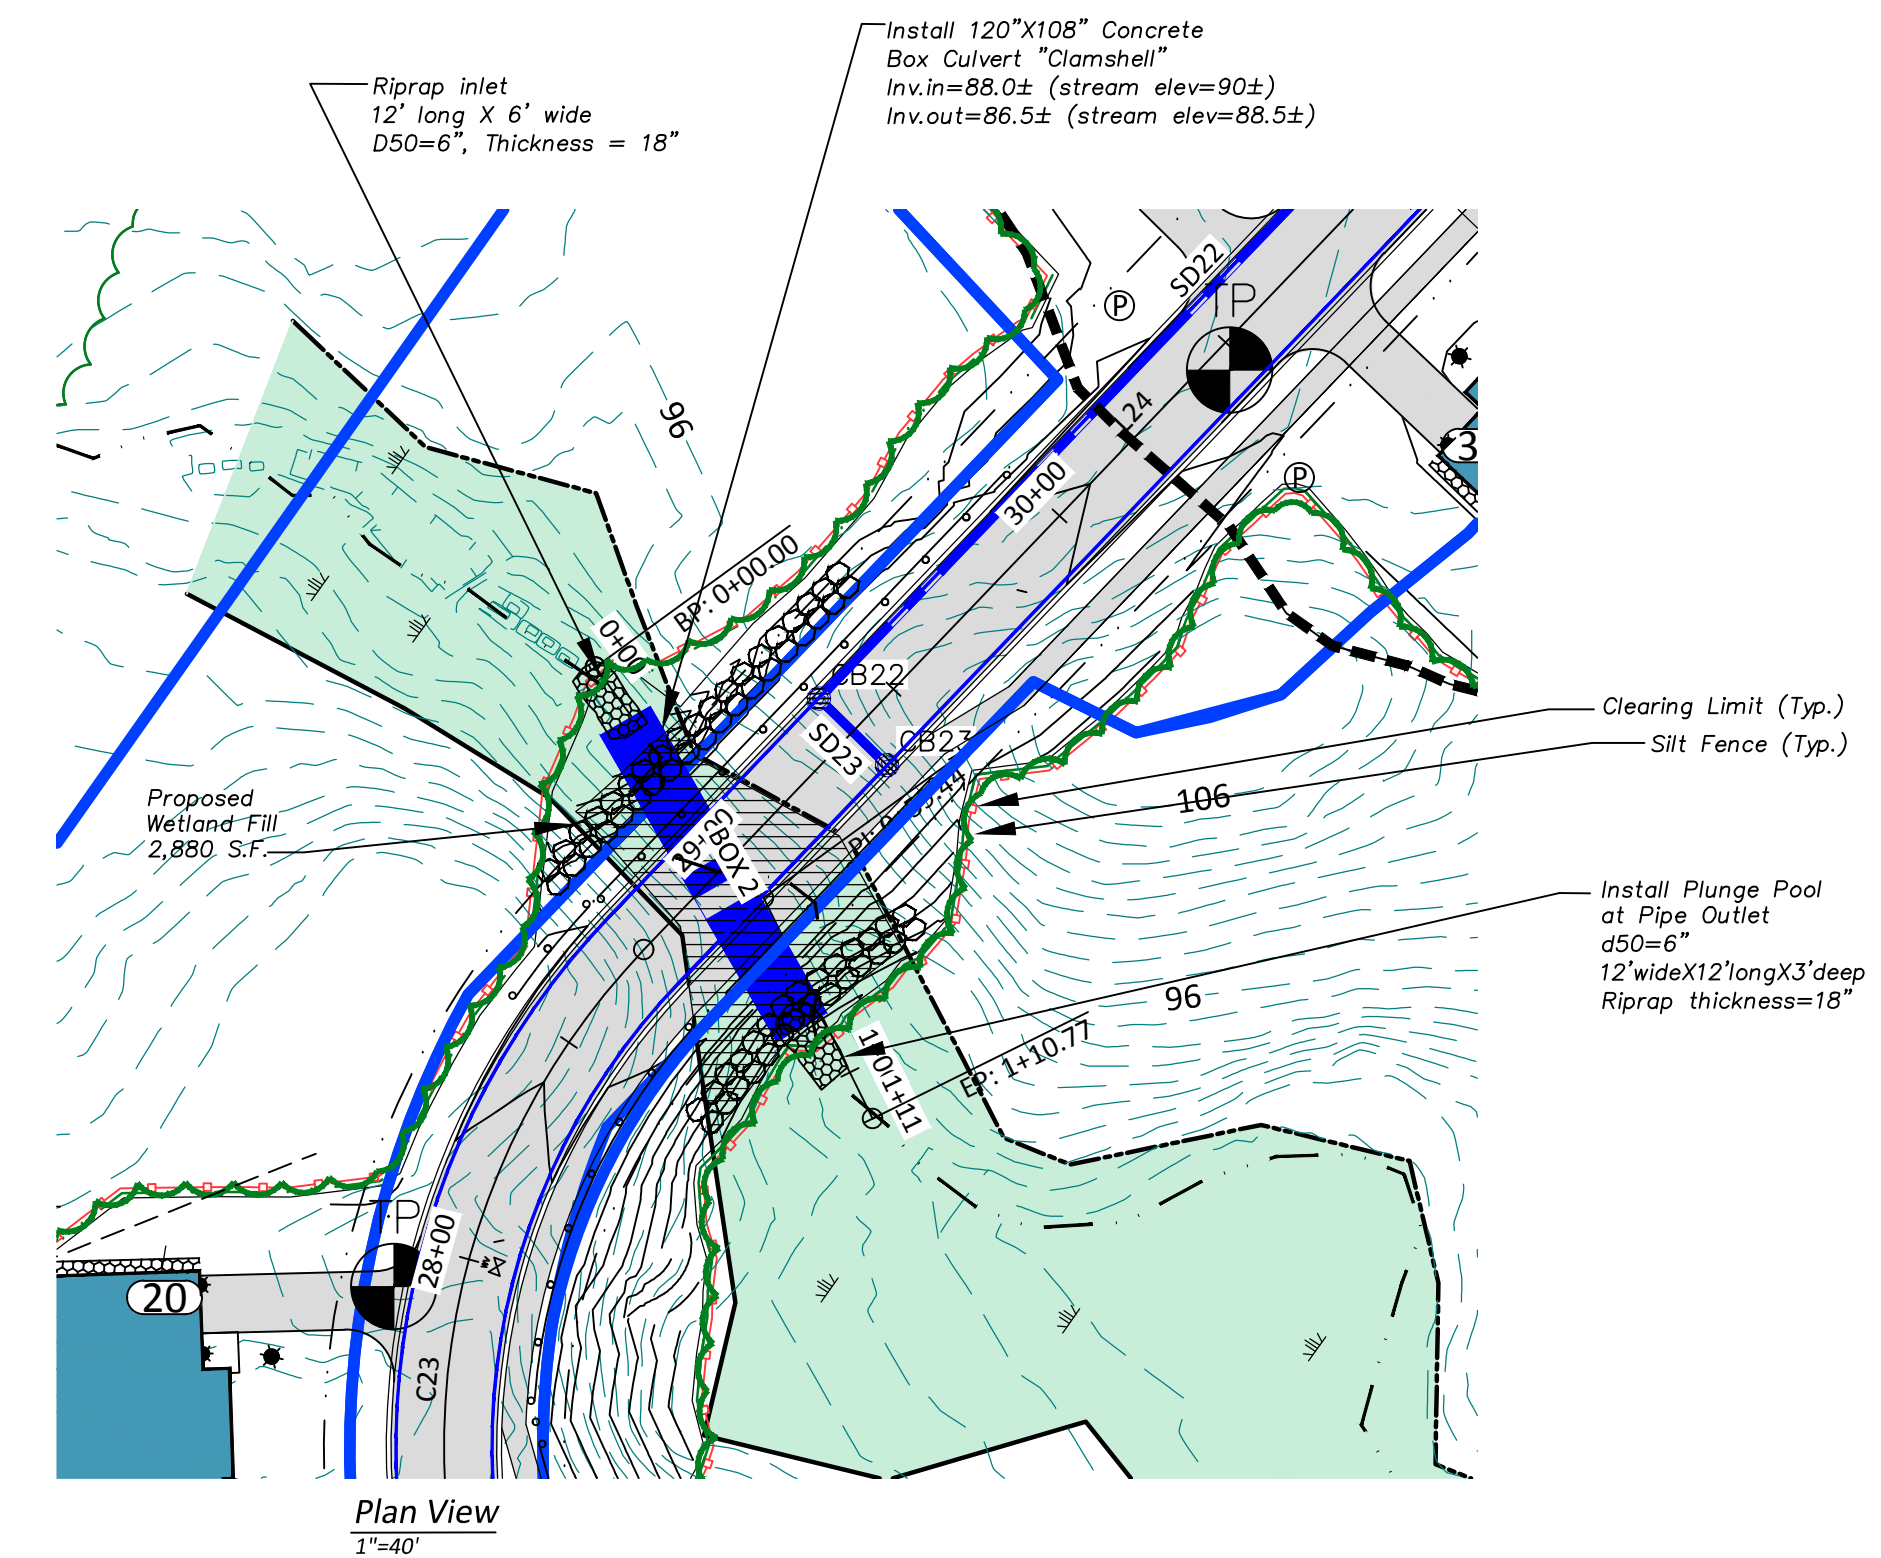 Install 120"X108" Concrete
Box Culvert "Clamshell"
Inv.in=88.0± (stream elev=90±)
Inv.out=86.5± (stream elev=88.5±)
Riprap inlet
12' long X 6' wide
D50=6", Thickness = 18"
SD22
TP
P
96
L24
3
30+00
P
BP: 0+00.00
0+00
CB22
SD23
CB23
Clearing Limit (Typ.)
Silt Fence (Typ.)
106
Proposed
Wetland Fill
2,880 S.F.
CBOX 2
Install Plunge Pool
at Pipe Outlet
d50=6"
12'wideX12'longX3'deep
Riprap thickness=18"
96
1+11
EP: 1+10.77
TP
28+00
WV
20
C23
Plan View
1"=40'